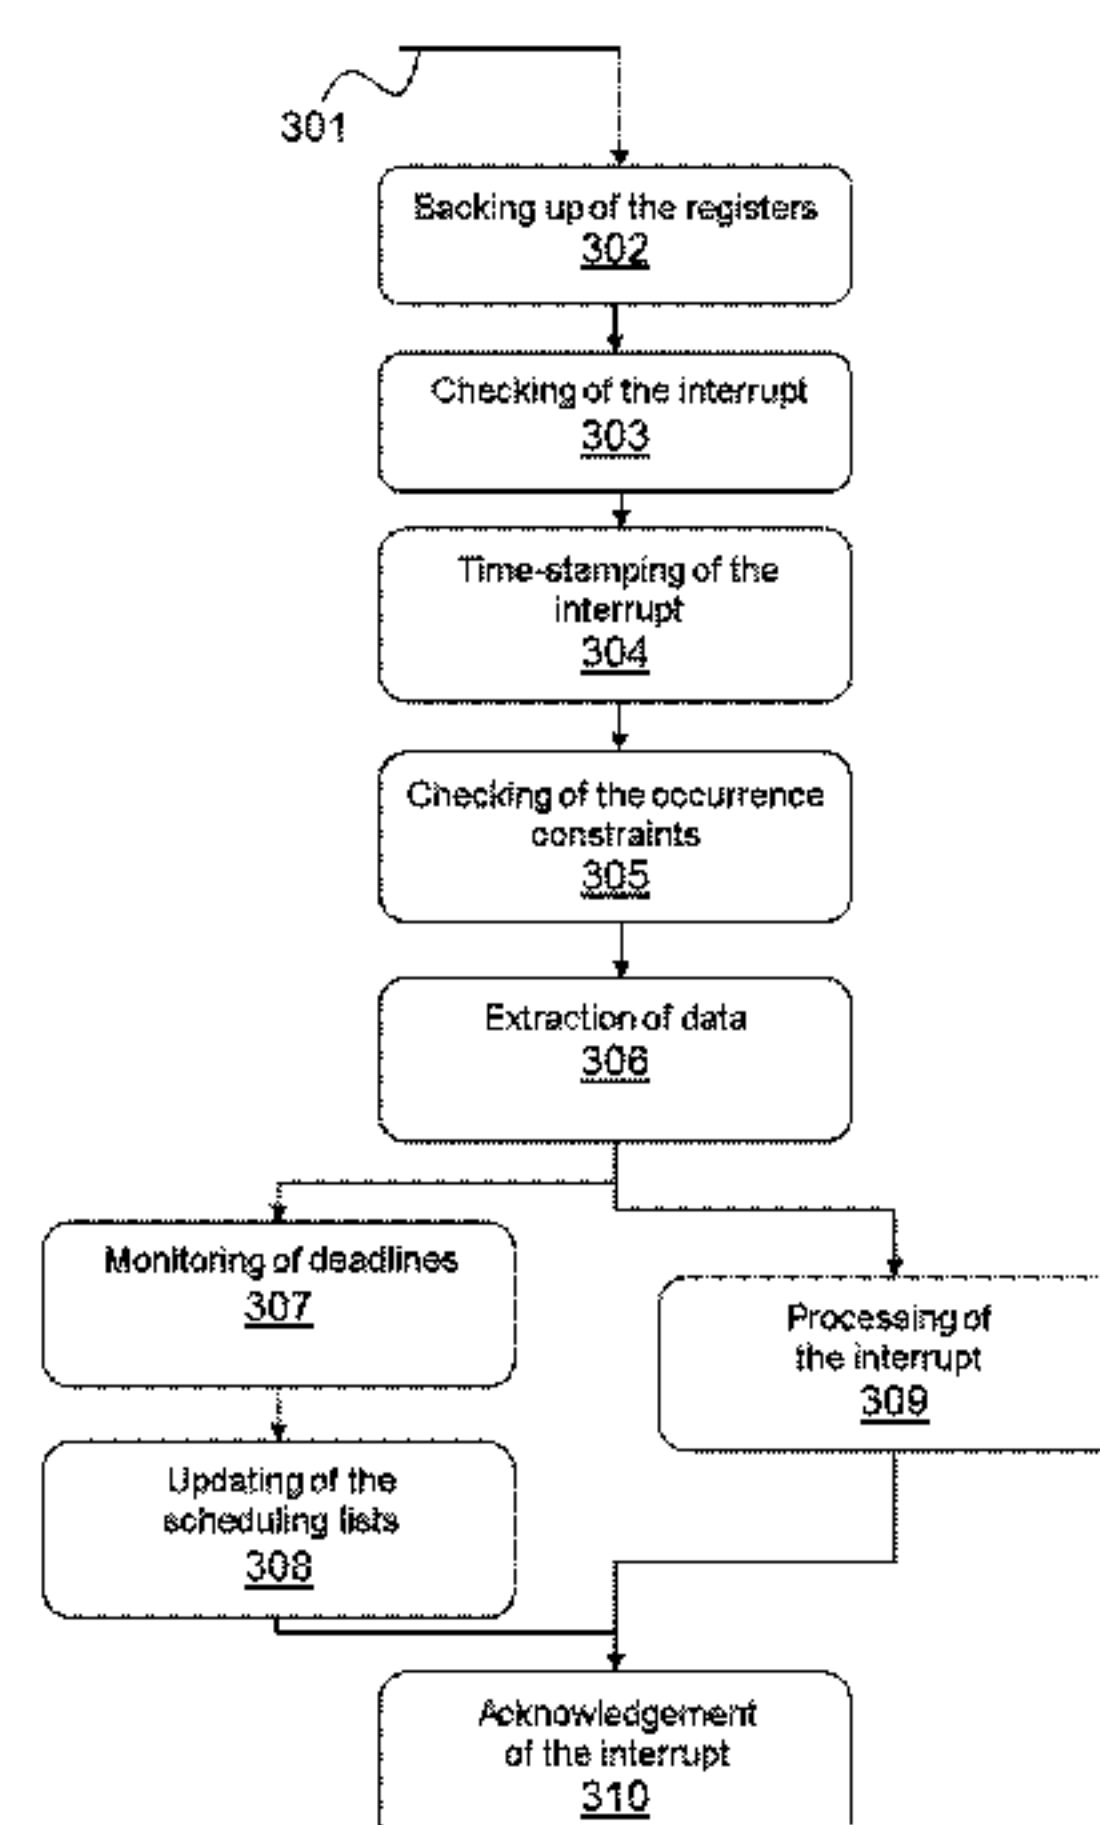 301
Backing up of the registers
302
Checking of the interrupt
303
Time-stamping of the
interrupt
304
Checking of the occurrence
constraints
305
Extraction of data
306
Monitoring of deadlines
307
Processing of
the interrupt
309
Updating of the
scheduling lists
308
Acknowledgement
of the interrupt
310